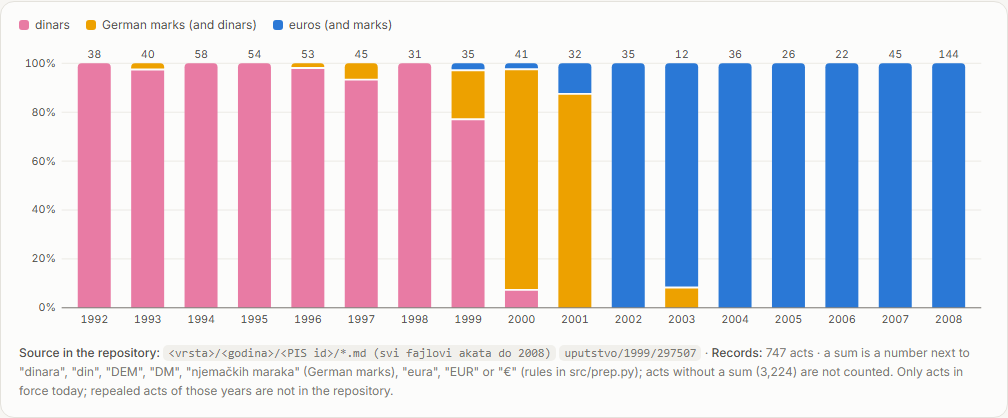 dinars German marks (and dinars) euros (and marks)
38 40 58 54 53 45 31 35 41 32 35 12 36 26 22 45 144
100%
80%
60%
40%
20%
0%
1992 1993 1994 1995 1996 1997 1998 1999 2000 2001 2002 2003 2004 2005 2006 2007 2008
Source in the repository: <vrsta>/<godina>/<PIS id>/*.md (svi fajlovi akata do 2008) uputstvo/1999/297507 · Records: 747 acts · a sum is a number next to
"dinara", "din", "DEM", "DM", "njemačkih maraka" (German marks), "eura", "EUR" or "€" (rules in src/prep.py); acts without a sum (3,224) are not counted. Only acts in
force today; repealed acts of those years are not in the repository.